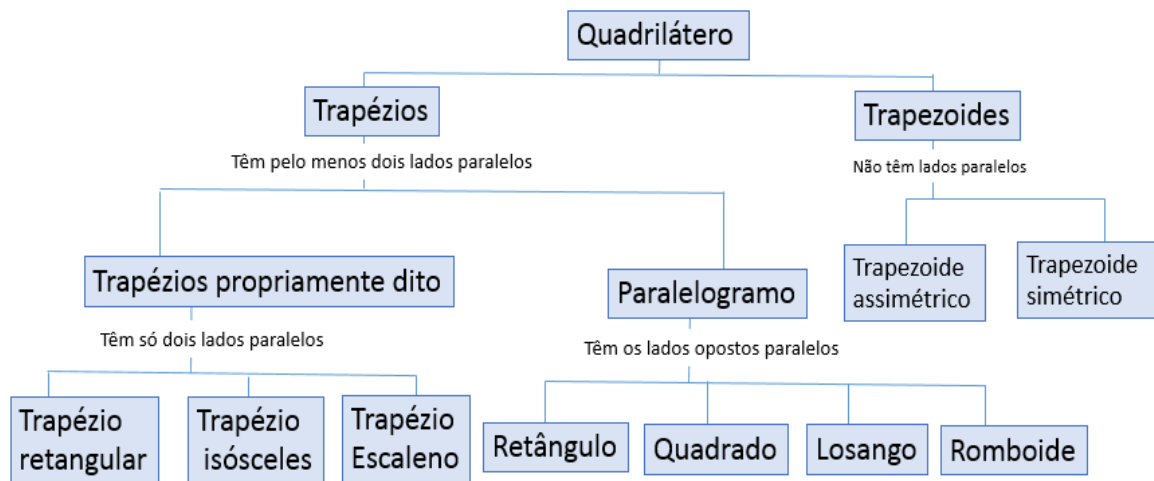 Quadrilátero
Trapézios
Trapezoides
Têm pelo menos dois lados paralelos
Não têm lados paralelos
Trapézios propriamente dito
Paralelogramo
Trapezoide
assimétrico
Trapezoide
simétrico
Têm só dois lados paralelos
Têm os lados opostos paralelos
Trapézio
retangular
Trapézio
isósceles
Trapézio
Escaleno
Retângulo
Quadrado
Losango
Romboide